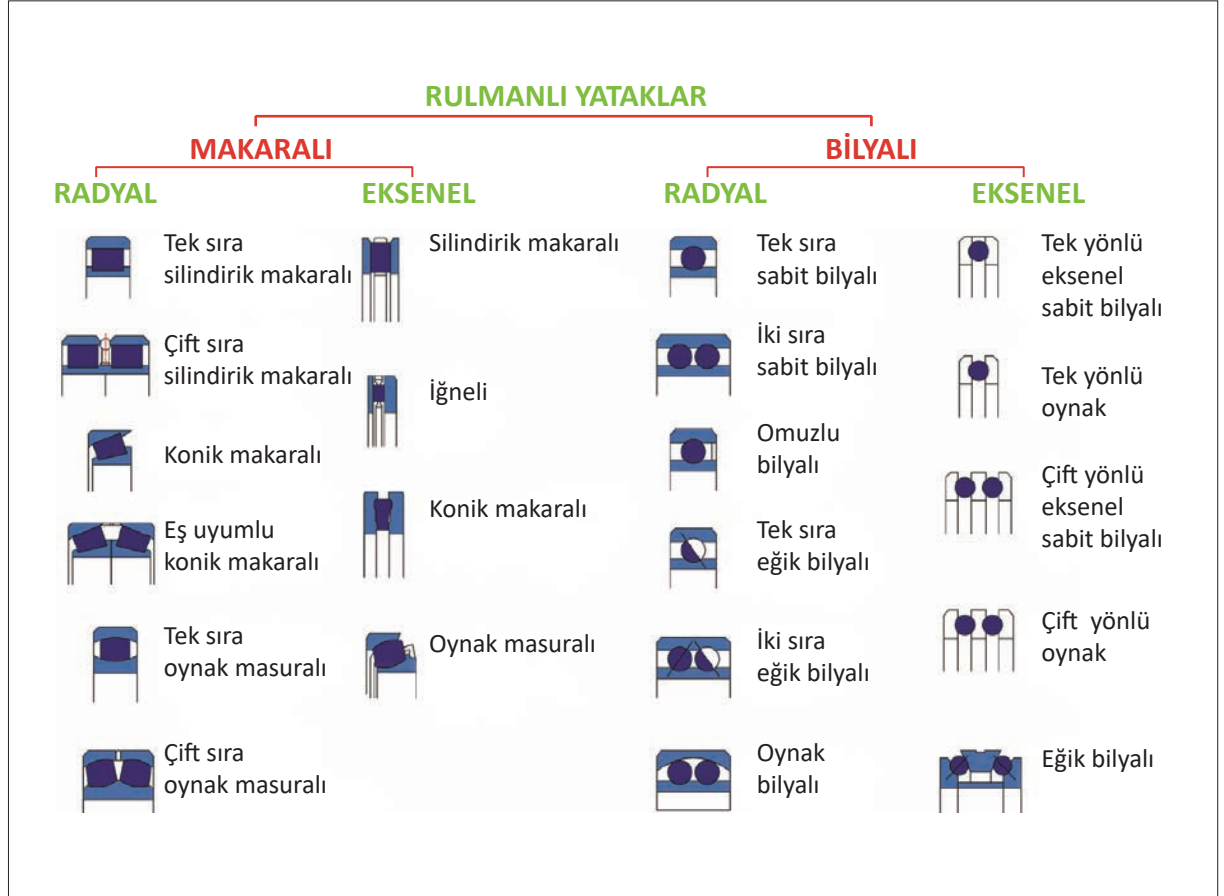 RULMANLI YATAKLAR
MAKARALI
BİLYALI
RADYAL
EKSENEL
RADYAL
EKSENEL
Tek sıra
silindirik makaralı
Çift sıra
silindirik makaralı
Konik makaralı
Eş uyumlu
konik makaralı
Tek sıra
oynak masuralı
Çift sıra
oynak masuralı
Silindirik makaralı
İğneli
Konik makaralı
Oynak masuralı
Tek sıra
sabit bilyalı
İki sıra
sabit bilyalı
Omuzlu
bilyalı
Tek sıra
eğik bilyalı
İki sıra
eğik bilyalı
Oynak
bilyalı
Tek yönlü
eksenel
sabit bilyalı
Tek yönlü
oynak
Çift yönlü
eksenel
sabit bilyalı
Çift yönlü
oynak
Eğik bilyalı